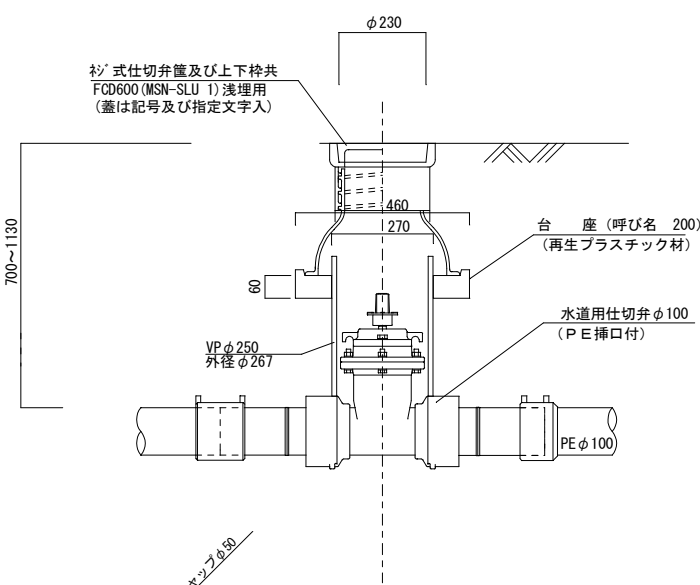 φ230
ネジ式仕切弁筐及び上下枠共
FCD600(MSN-SLU 1)浅埋用
(蓋は記号及び指定文字入)
460
270
台　座 (呼び名 200)
(再生プラスチック材)
700~1130
60
水道用仕切弁φ100
(PE挿口付)
VPφ250
外径φ267
PEφ100
ャップφ50